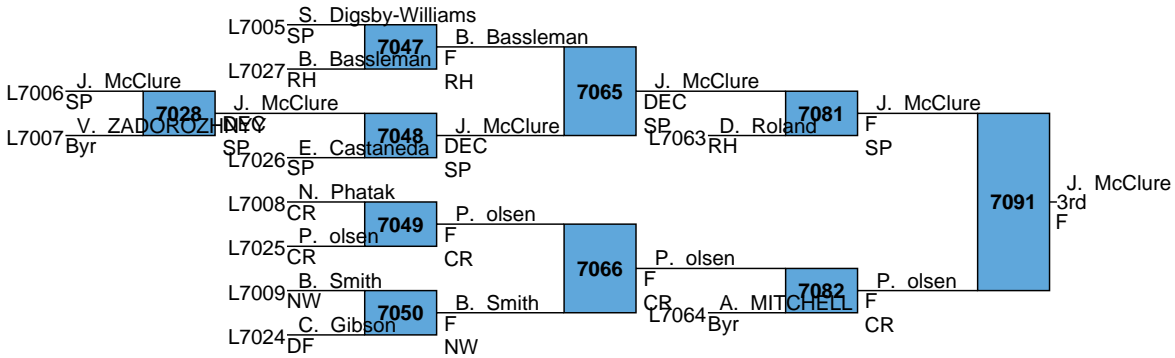 S. Digsby-Williams
L7005
SP
7047
B. Bassleman
F
RH
B. Bassleman
L7027
RH
7065
J. McClure
L7006
SP
7028
J. McClure
DEC
SP
V. ZADOROZHNYY
L7007
Byr
7048
J. McClure
DEC
SP
E. Castaneda
L7026
SP
J. McClure
DEC
SP
7081
J. McClure
F
SP
D. Roland
L7063
RH
N. Phatak
L7008
CR
7049
P. olsen
F
CR
P. olsen
L7025
CR
7066
7091
J. McClure
3rd
F
B. Smith
L7009
NW
7050
B. Smith
F
NW
C. Gibson
L7024
DF
P. olsen
F
CR
7082
P. olsen
F
CR
A. MITCHELL
L7064
Byr